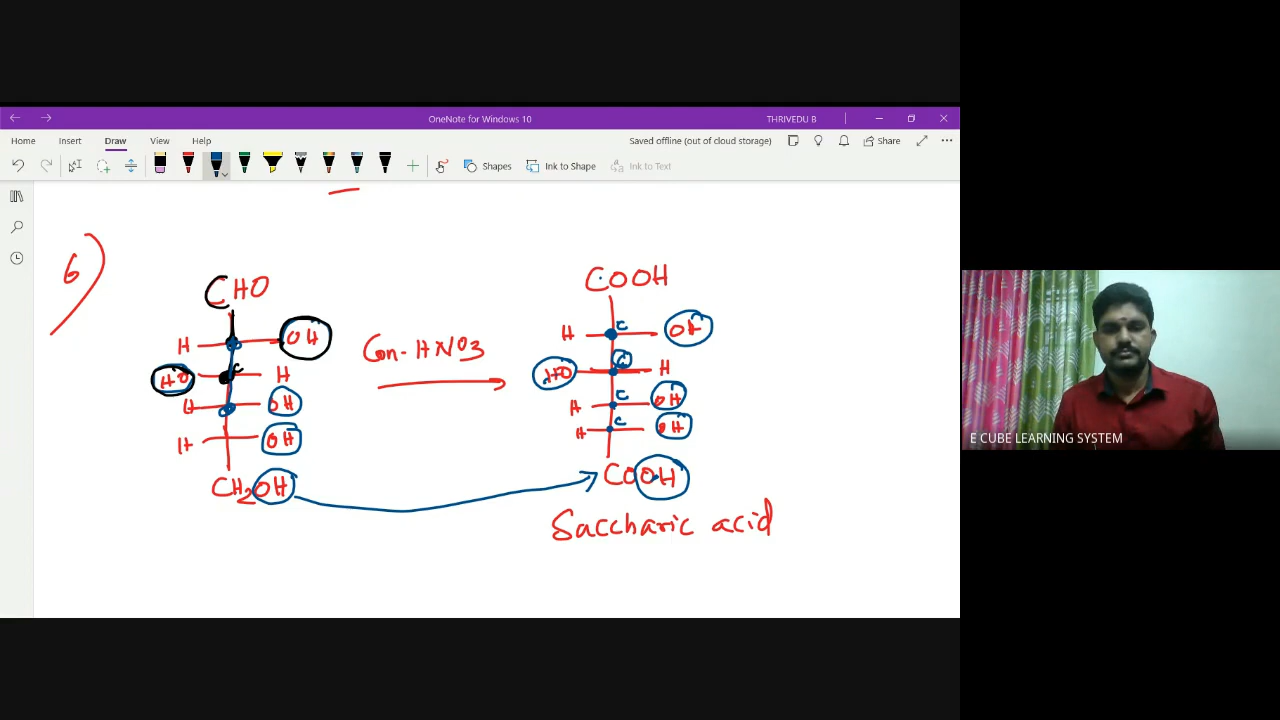 OneNote for Windows 10
THRIVEDU B
Home Insert Draw View Help
Saved offline (out of cloud storage)
Share
Shapes
Ink to Shape
Ink to Text
6)
CHO
H OH
HO C H
H OH
H OH
CH2OH
Con-HNO3
COOH
H C OH
HO C H
H C OH
H C OH
COOH
Saccharic acid
E CUBE LEARNING SYSTEM